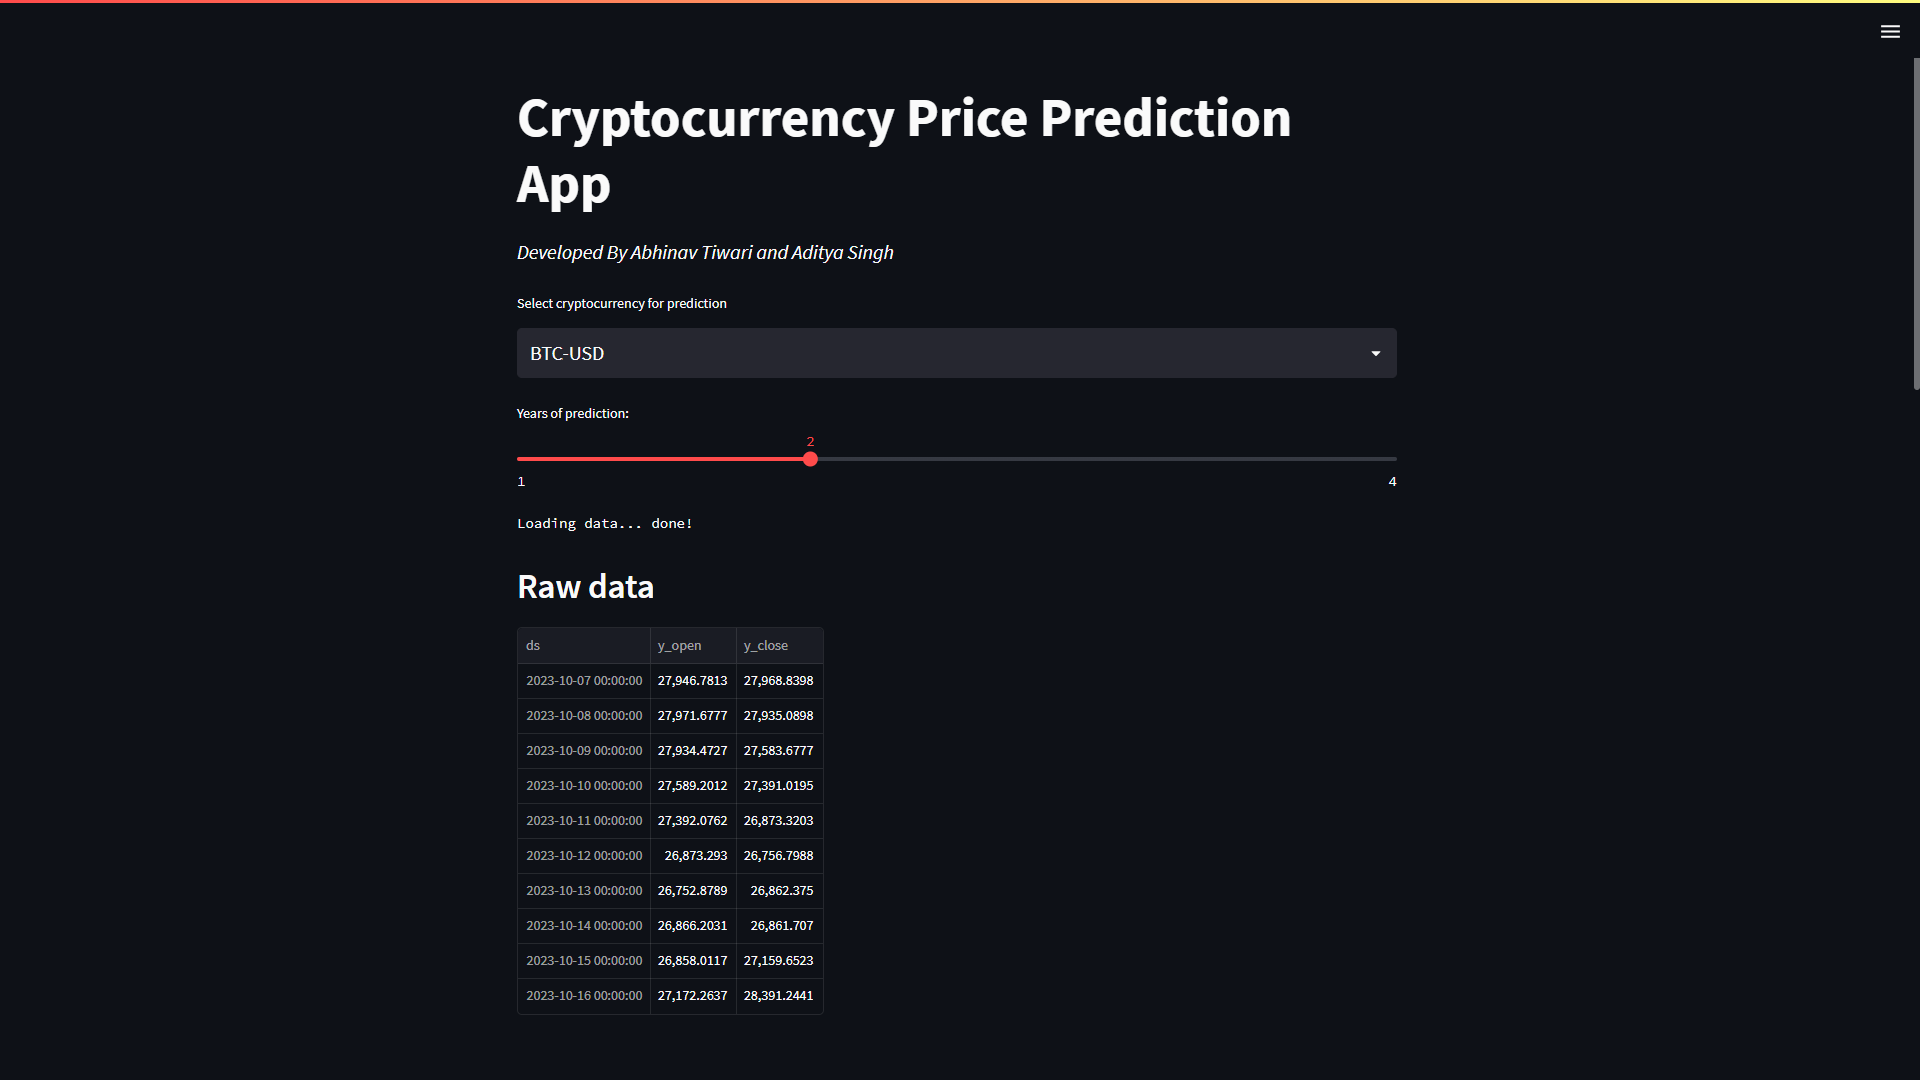 Cryptocurrency Price Prediction
App
Developed By Abhinav Tiwari and Aditya Singh
Select cryptocurrency for prediction
BTC-USD
Years of prediction:
2
1 4
Loading data... done!
Raw data
ds y_open y_close
2023-10-07 00:00:00 27,946.7813 27,968.8398
2023-10-08 00:00:00 27,971.6777 27,935.0898
2023-10-09 00:00:00 27,934.4727 27,583.6777
2023-10-10 00:00:00 27,589.2012 27,391.0195
2023-10-11 00:00:00 27,392.0762 26,873.3203
2023-10-12 00:00:00 26,873.293 26,756.7988
2023-10-13 00:00:00 26,752.8789 26,862.375
2023-10-14 00:00:00 26,866.2031 26,861.707
2023-10-15 00:00:00 26,858.0117 27,159.6523
2023-10-16 00:00:00 27,172.2637 28,391.2441